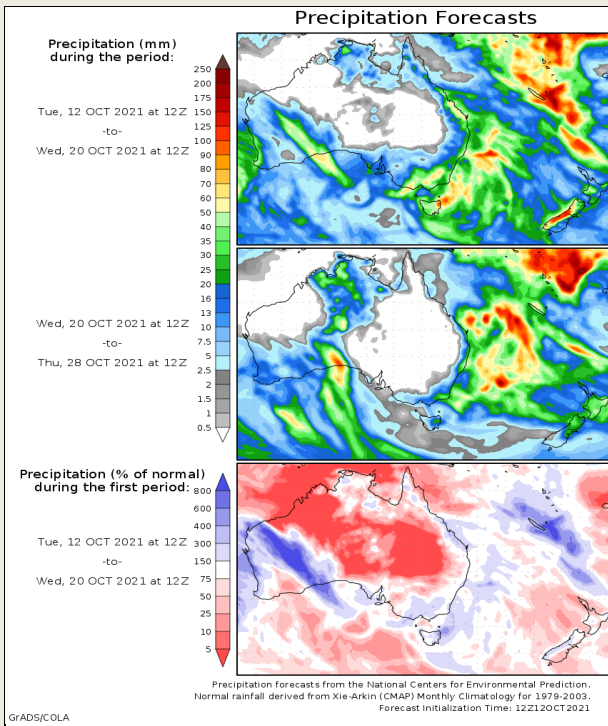 Precipitation Forecasts
Precipitation (mm)
during the period:
Tue, 12 OCT 2021 at 12Z
-to-
Wed, 20 OCT 2021 at 12Z
250
200
175
150
125
100
90
80
70
60
50
40
35
30
25
20
16
13
10
7.5
5
2.5
2
1.5
1
0.5
Wed, 20 OCT 2021 at 12Z
-to-
Thu, 28 OCT 2021 at 12Z
Precipitation (% of normal)
during the first period:
Tue, 12 OCT 2021 at 12Z
-to-
Wed, 20 OCT 2021 at 12Z
800
600
400
300
150
75
50
25
10
5
Precipitation forecasts from the National Centers for Environmental Prediction.
Normal rainfall derived from Xie-Arkin (CMAP) Monthly Climatology for 1979-2003.
Forecast Initialization Time: 12Z12OCT2021
GrADS/COLA